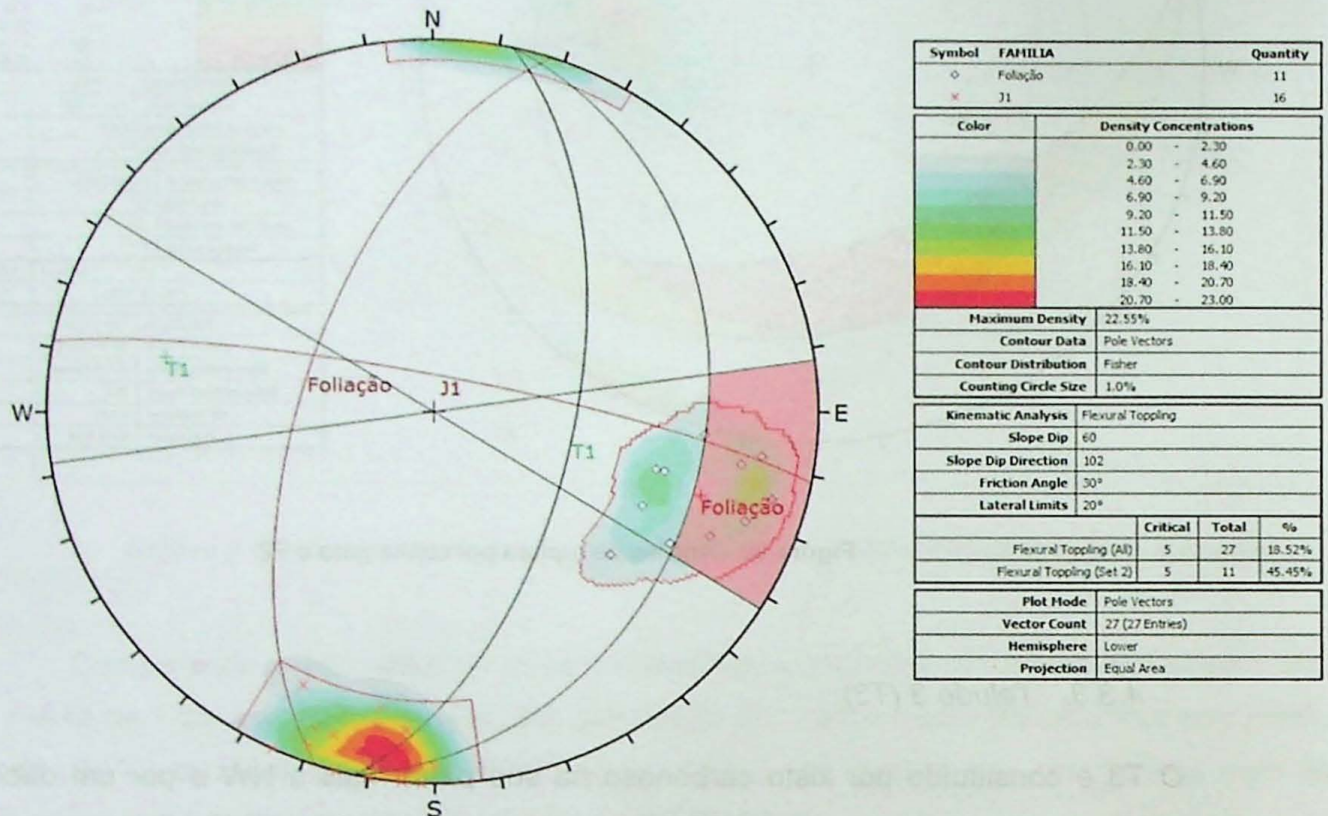 N
W
E
S
T1
Foliação
J1
T1
Foliação
Symbol FAMILIA Quantity
◇ Foliação 11
× J1 16
Color Density Concentrations
0.00 - 2.30
2.30 - 4.60
4.60 - 6.90
6.90 - 9.20
9.20 - 11.50
11.50 - 13.80
13.80 - 16.10
16.10 - 18.40
18.40 - 20.70
20.70 - 23.00
Maximum Density 22.55%
Contour Data Pole Vectors
Contour Distribution Fisher
Counting Circle Size 1.0%
Kinematic Analysis Flexural Toppling
Slope Dip 60
Slope Dip Direction 102
Friction Angle 30°
Lateral Limits 20°
Critical Total %
Flexural Toppling (All) 5 27 18.52%
Flexural Toppling (Set 2) 5 11 45.45%
Plot Mode Pole Vectors
Vector Count 27 (27 Entries)
Hemisphere Lower
Projection Equal Area